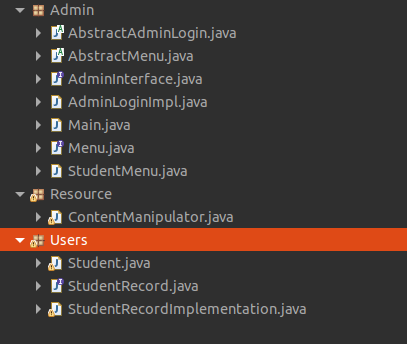 Admin
AbstractAdminLogin.java
AbstractMenu.java
AdminInterface.java
AdminLoginImpl.java
Main.java
Menu.java
StudentMenu.java
Resource
ContentManipulator.java
Users
Student.java
StudentRecord.java
StudentRecordImplementation.java